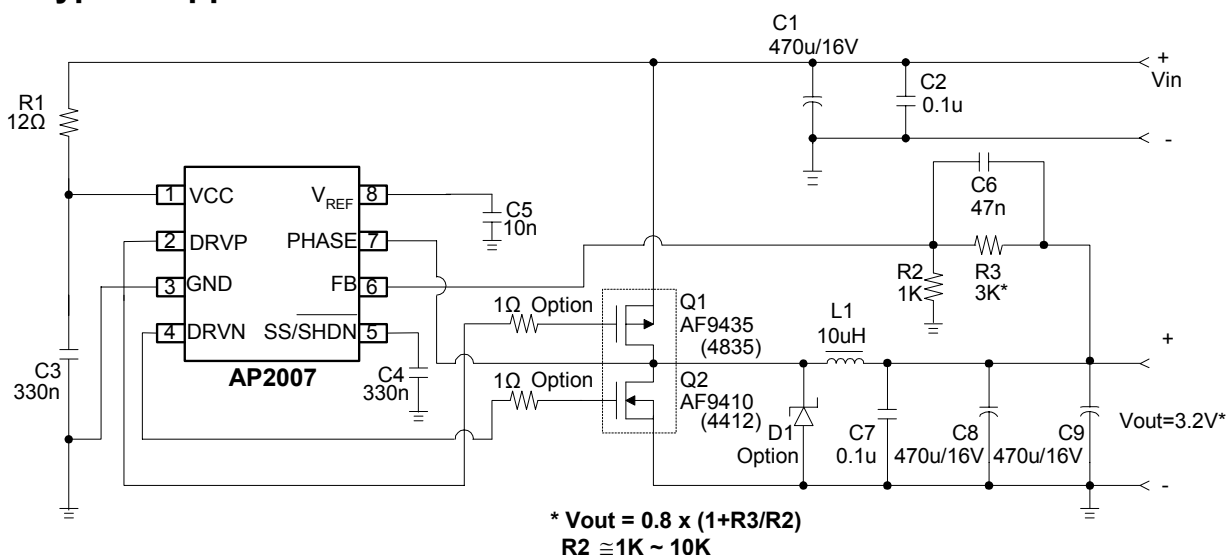 C1
470u/16V
+
Vin
-
C2
0.1u
R1
12Ω
1 VCC
2 DRVP
3 GND
4 DRVN
VREF 8
PHASE 7
FB 6
SS/SHDN 5
AP2007
C5
10n
C3
330n
C4
330n
1Ω Option
1Ω Option
Q1
AF9435
(4835)
Q2
AF9410
(4412)
C6
47n
R2
1K
R3
3K*
L1
10uH
D1
Option
C7
0.1u
C8
470u/16V
C9
470u/16V
+
Vout=3.2V*
-
* Vout = 0.8 x (1+R3/R2)
R2 ≅1K ~ 10K